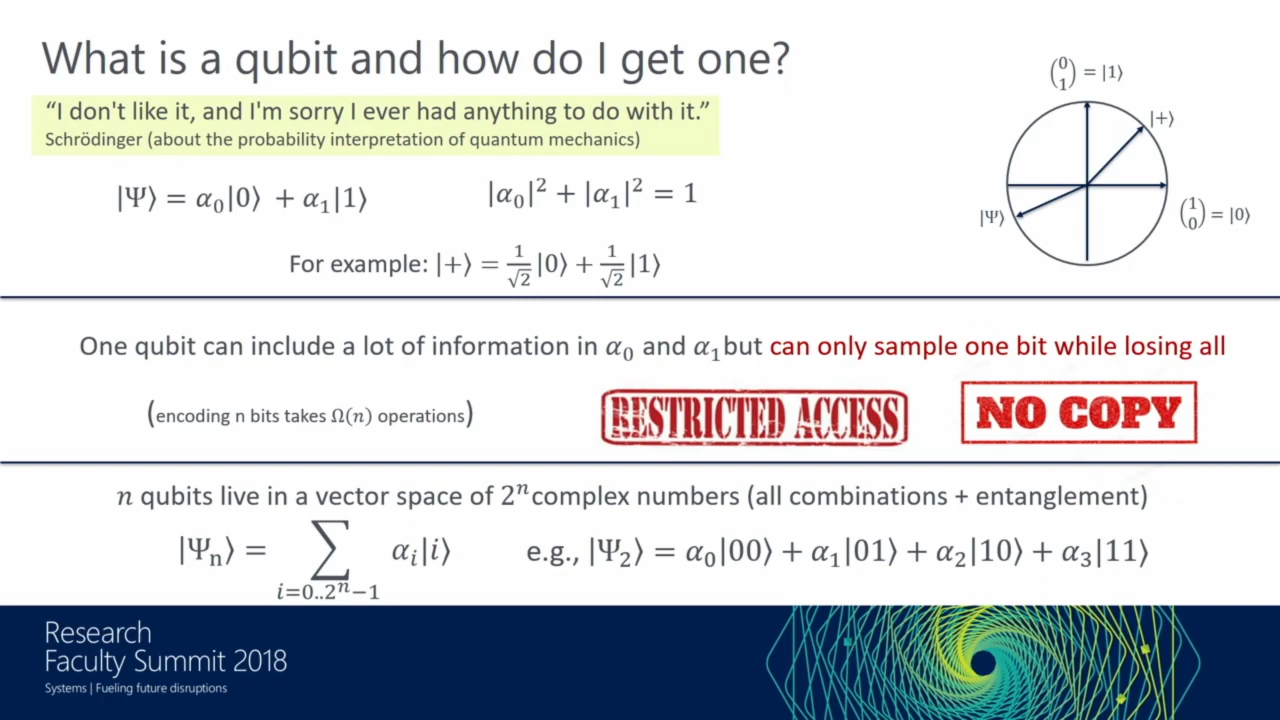 What is a qubit and how do I get one?
“I don't like it, and I'm sorry I ever had anything to do with it.”
Schrödinger (about the probability interpretation of quantum mechanics)
|Ψ⟩ = α₀|0⟩ + α₁|1⟩
|α₀|² + |α₁|² = 1
For example: |+⟩ = 1/√2 |0⟩ + 1/√2 |1⟩
(0 1) = |1⟩
|+⟩
(1 0) = |0⟩
|Ψ⟩
One qubit can include a lot of information in α₀ and α₁ but can only sample one bit while losing all
(encoding n bits takes Ω(n) operations)
RESTRICTED ACCESS
NO COPY
n qubits live in a vector space of 2ⁿ complex numbers (all combinations + entanglement)
|Ψₙ⟩ = ∑ αᵢ|i⟩
i=0..2ⁿ−1
e.g., |Ψ₂⟩ = α₀|00⟩ + α₁|01⟩ + α₂|10⟩ + α₃|11⟩
Research
Faculty Summit 2018
Systems | Fueling future disruptions